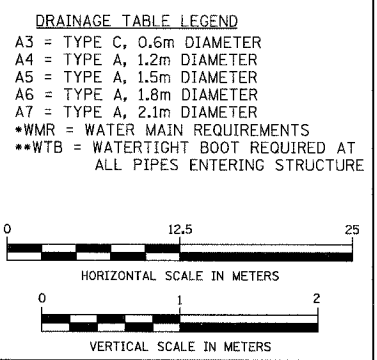 DRAINAGE TABLE LEGEND
A3 = TYPE C, 0.6m DIAMETER
A4 = TYPE A, 1.2m DIAMETER
A5 = TYPE A, 1.5m DIAMETER
A6 = TYPE A, 1.8m DIAMETER
A7 = TYPE A, 2.1m DIAMETER
*WMR = WATER MAIN REQUIREMENTS
**WTB = WATERTIGHT BOOT REQUIRED AT
ALL PIPES ENTERING STRUCTURE
0 12.5 25
HORIZONTAL SCALE IN METERS
0 1 2
VERTICAL SCALE IN METERS